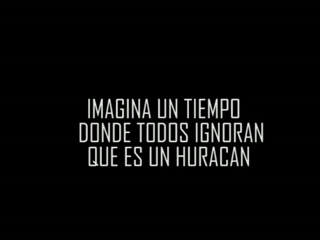 IMAGINA UN TIEMPO
DONDE TODOS IGNORAN
QUE ES UN HURACAN